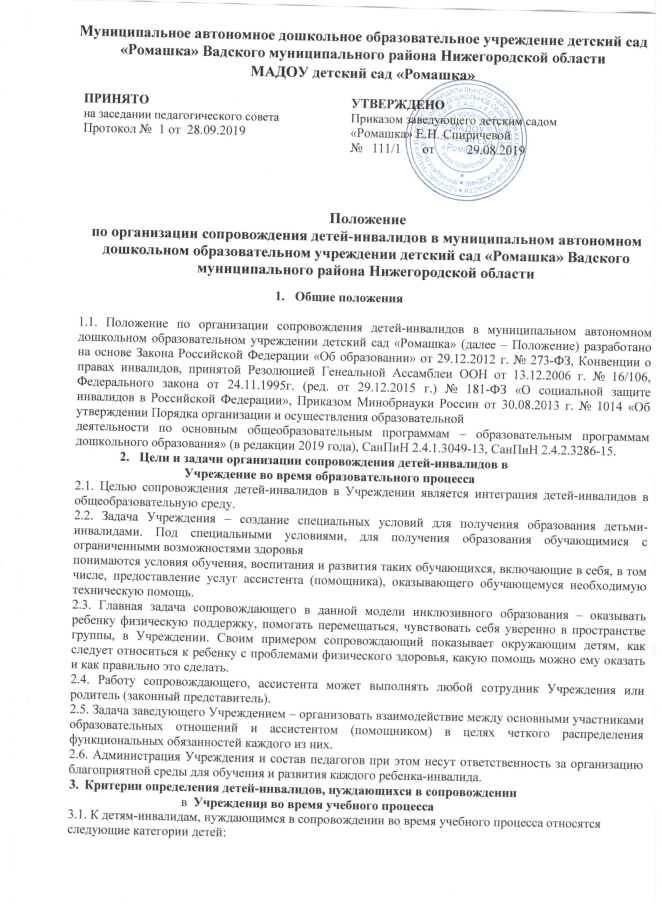 Муниципальное автономное дошкольное образовательное учреждение детский сад
«Ромашка» Вадского муниципального района Нижегородской области
МАДОУ детский сад «Ромашка»
ПРИНЯТО
на заседании педагогического совета
Протокол № 1 от 28.09.2019
УТВЕРЖДЕНО
Приказом заведующего детским садом
«Ромашка» Е.Н. Спиричевой
№ 111/1 от 29.08.2019
Положение
по организации сопровождения детей-инвалидов в муниципальном автономном
дошкольном образовательном учреждении детский сад «Ромашка» Вадского
муниципального района Нижегородской области
1. Общие положения
1.1. Положение по организации сопровождения детей-инвалидов в муниципальном автономном
дошкольном образовательном учреждении детский сад «Ромашка» (далее – Положение) разработано
на основе Закона Российской Федерации «Об образовании» от 29.12.2012 г. № 273-ФЗ, Конвенции о
правах инвалидов, принятой Резолюцией Генеальной Ассамблеи ООН от 13.12.2006 г. № 16/106,
Федерального закона от 24.11.1995г. (ред. от 29.12.2015 г.) № 181-ФЗ «О социальной защите
инвалидов в Российской Федерации», Приказом Минобрнауки России от 30.08.2013 г. № 1014 «Об
утверждении Порядка организации и осуществления образовательной
деятельности по основным общеобразовательным программам – образовательным программам
дошкольного образования» (в редакции 2019 года), СанПиН 2.4.1.3049-13, СанПиН 2.4.2.3286-15.
2. Цели и задачи организации сопровождения детей-инвалидов в
Учреждение во время образовательного процесса
2.1. Целью сопровождения детей-инвалидов в Учреждении является интеграция детей-инвалидов в
общеобразовательную среду.
2.2. Задача Учреждения – создание специальных условий для получения образования детьми-
инвалидами. Под специальными условиями, для получения образования обучающимися с
ограниченными возможностями здоровья
понимаются условия обучения, воспитания и развития таких обучающихся, включающие в себя, в том
числе, предоставление услуг ассистента (помощника), оказывающего обучающемуся необходимую
техническую помощь.
2.3. Главная задача сопровождающего в данной модели инклюзивного образования – оказывать
ребенку физическую поддержку, помогать перемещаться, чувствовать себя уверенно в пространстве
группы, в Учреждении. Своим примером сопровождающий показывает окружающим детям, как
следует относиться к ребенку с проблемами физического здоровья, какую помощь можно ему оказать
и как правильно это сделать.
2.4. Работу сопровождающего, ассистента может выполнять любой сотрудник Учреждения или
родитель (законный представитель).
2.5. Задача заведующего Учреждением – организовать взаимодействие между основными участниками
образовательных отношений и ассистентом (помощником) в целях четкого распределения
функциональных обязанностей каждого из них.
2.6. Администрация Учреждения и состав педагогов при этом несут ответственность за организацию
благоприятной среды для обучения и развития каждого ребенка-инвалида.
3. Критерии определения детей-инвалидов, нуждающихся в сопровождении
в Учреждении во время учебного процесса
3.1. К детям-инвалидам, нуждающимся в сопровождении во время учебного процесса относятся
следующие категории детей: